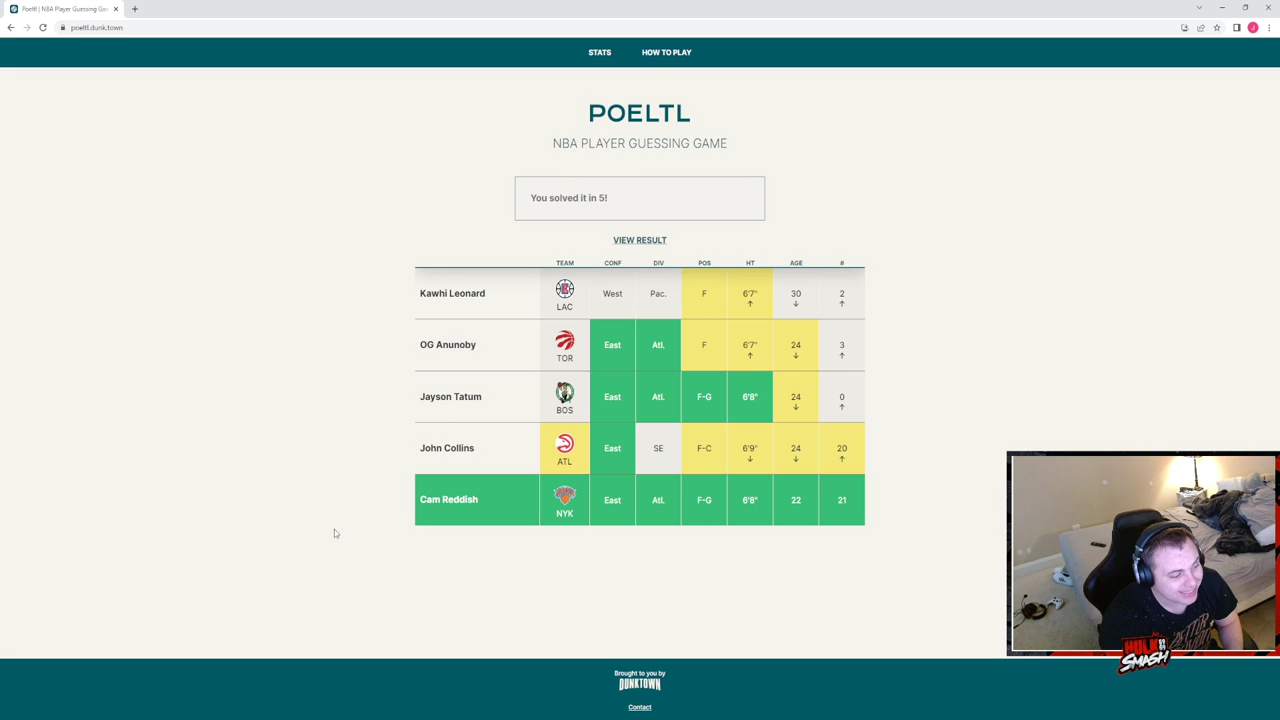 Poeltl | NBA Player Guessing Ga
poeltl.dunk.town
STATS HOW TO PLAY
POELTL
NBA PLAYER GUESSING GAME
You solved it in 5!
VIEW RESULT
TEAM CONF DIV POS HT AGE #
Kawhi Leonard LAC West Pac. F 6'7" ↑ 30 ↓ 2 ↑
OG Anunoby TOR East Atl. F 6'7" ↑ 24 ↓ 3 ↑
Jayson Tatum BOS East Atl. F-G 6'8" 24 ↓ 0 ↑
John Collins ATL East SE F-C 6'9" ↓ 24 ↓ 20 ↑
Cam Reddish NYK East Atl. F-G 6'8" 22 21
HULK
SMASH
Brought to you by
DUNKTOWN
Contact